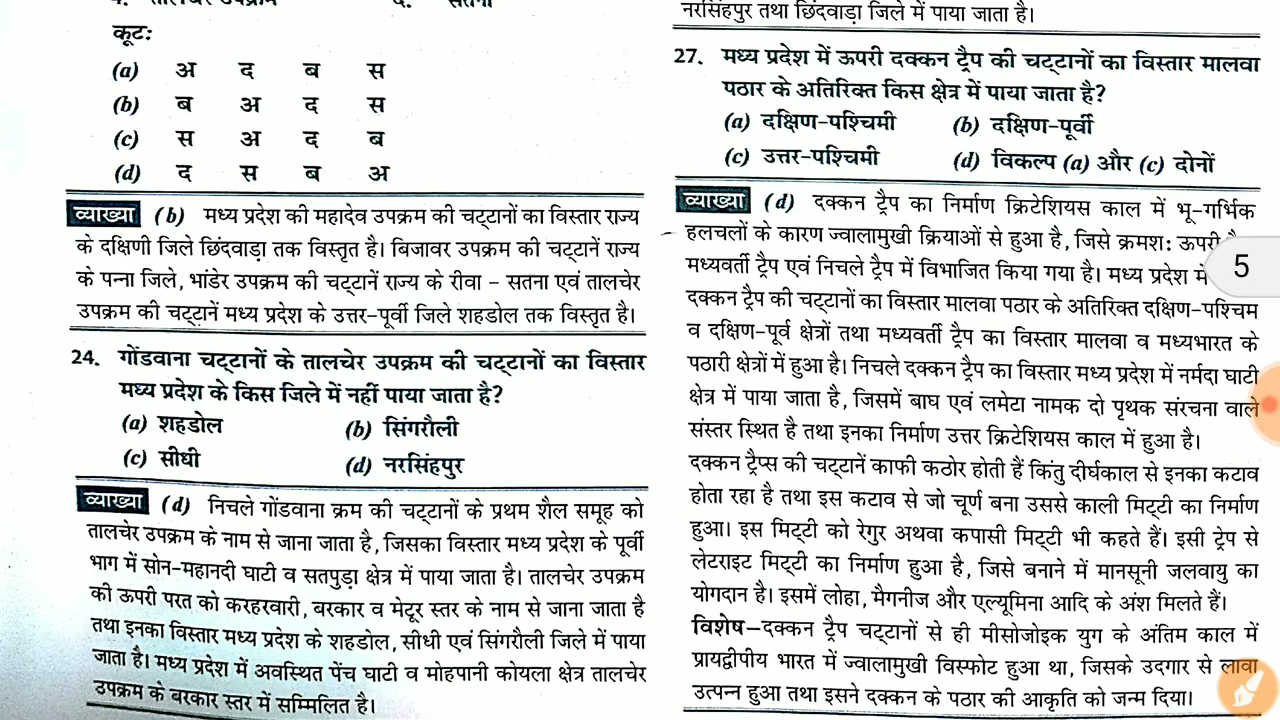 कूटः
(a) अ द ब स
(b) ब अ द स
(c) स अ द ब
(d) द स ब अ
व्याख्या (b) मध्य प्रदेश की महादेव उपक्रम की चट्टानों का विस्तार राज्य
के दक्षिणी जिले छिंदवाड़ा तक विस्तृत है। बिजावर उपक्रम की चट्टानें राज्य
के पन्ना जिले, भांडेर उपक्रम की चट्टानें राज्य के रीवा - सतना एवं तालचेर
उपक्रम की चट्टानें मध्य प्रदेश के उत्तर-पूर्वी जिले शहडोल तक विस्तृत है।
24. गोंडवाना चट्टानों के तालचेर उपक्रम की चट्टानों का विस्तार
मध्य प्रदेश के किस जिले में नहीं पाया जाता है?
(a) शहडोल (b) सिंगरौली
(c) सीधी (d) नरसिंहपुर
व्याख्या (d) निचले गोंडवाना क्रम की चट्टानों के प्रथम शैल समूह को
तालचेर उपक्रम के नाम से जाना जाता है, जिसका विस्तार मध्य प्रदेश के पूर्वी
भाग में सोन-महानदी घाटी व सतपुड़ा क्षेत्र में पाया जाता है। तालचेर उपक्रम
की ऊपरी परत को करहरवारी, बरकार व मेटूर स्तर के नाम से जाना जाता है
तथा इनका विस्तार मध्य प्रदेश के शहडोल, सीधी एवं सिंगरौली जिले में पाया
जाता है। मध्य प्रदेश में अवस्थित पेंच घाटी व मोहपानी कोयला क्षेत्र तालचेर
उपक्रम के बरकार स्तर में सम्मिलित है।
नरसिंहपुर तथा छिंदवाड़ा जिले में पाया जाता है।
27. मध्य प्रदेश में ऊपरी दक्कन ट्रैप की चट्टानों का विस्तार मालवा
पठार के अतिरिक्त किस क्षेत्र में पाया जाता है?
(a) दक्षिण-पश्चिमी (b) दक्षिण-पूर्वी
(c) उत्तर-पश्चिमी (d) विकल्प (a) और (c) दोनों
व्याख्या (d) दक्कन ट्रैप का निर्माण क्रिटेशियस काल में भू-गर्भिक
हलचलों के कारण ज्वालामुखी क्रियाओं से हुआ है, जिसे क्रमशः ऊपरी
मध्यवर्ती ट्रैप एवं निचले ट्रैप में विभाजित किया गया है। मध्य प्रदेश में
दक्कन ट्रैप की चट्टानों का विस्तार मालवा पठार के अतिरिक्त दक्षिण-पश्चिम
व दक्षिण-पूर्व क्षेत्रों तथा मध्यवर्ती ट्रैप का विस्तार मालवा व मध्यभारत के
पठारी क्षेत्रों में हुआ है। निचले दक्कन ट्रैप का विस्तार मध्य प्रदेश में नर्मदा घाटी
क्षेत्र में पाया जाता है, जिसमें बाघ एवं लमेटा नामक दो पृथक संरचना वाले
संस्तर स्थित है तथा इनका निर्माण उत्तर क्रिटेशियस काल में हुआ है।
दक्कन ट्रैप्स की चट्टानें काफी कठोर होती हैं किंतु दीर्घकाल से इनका कटाव
होता रहा है तथा इस कटाव से जो चूर्ण बना उससे काली मिट्टी का निर्माण
हुआ। इस मिट्टी को रेगुर अथवा कपासी मिट्टी भी कहते हैं। इसी ट्रेप से
लेटराइट मिट्टी का निर्माण हुआ है, जिसे बनाने में मानसूनी जलवायु का
योगदान है। इसमें लोहा, मैगनीज और एल्यूमिना आदि के अंश मिलते हैं।
विशेष–दक्कन ट्रैप चट्टानों से ही मीसोजोइक युग के अंतिम काल में
प्रायद्वीपीय भारत में ज्वालामुखी विस्फोट हुआ था, जिसके उदगार से लावा
उत्पन्न हुआ तथा इसने दक्कन के पठार की आकृति को जन्म दिया।
5